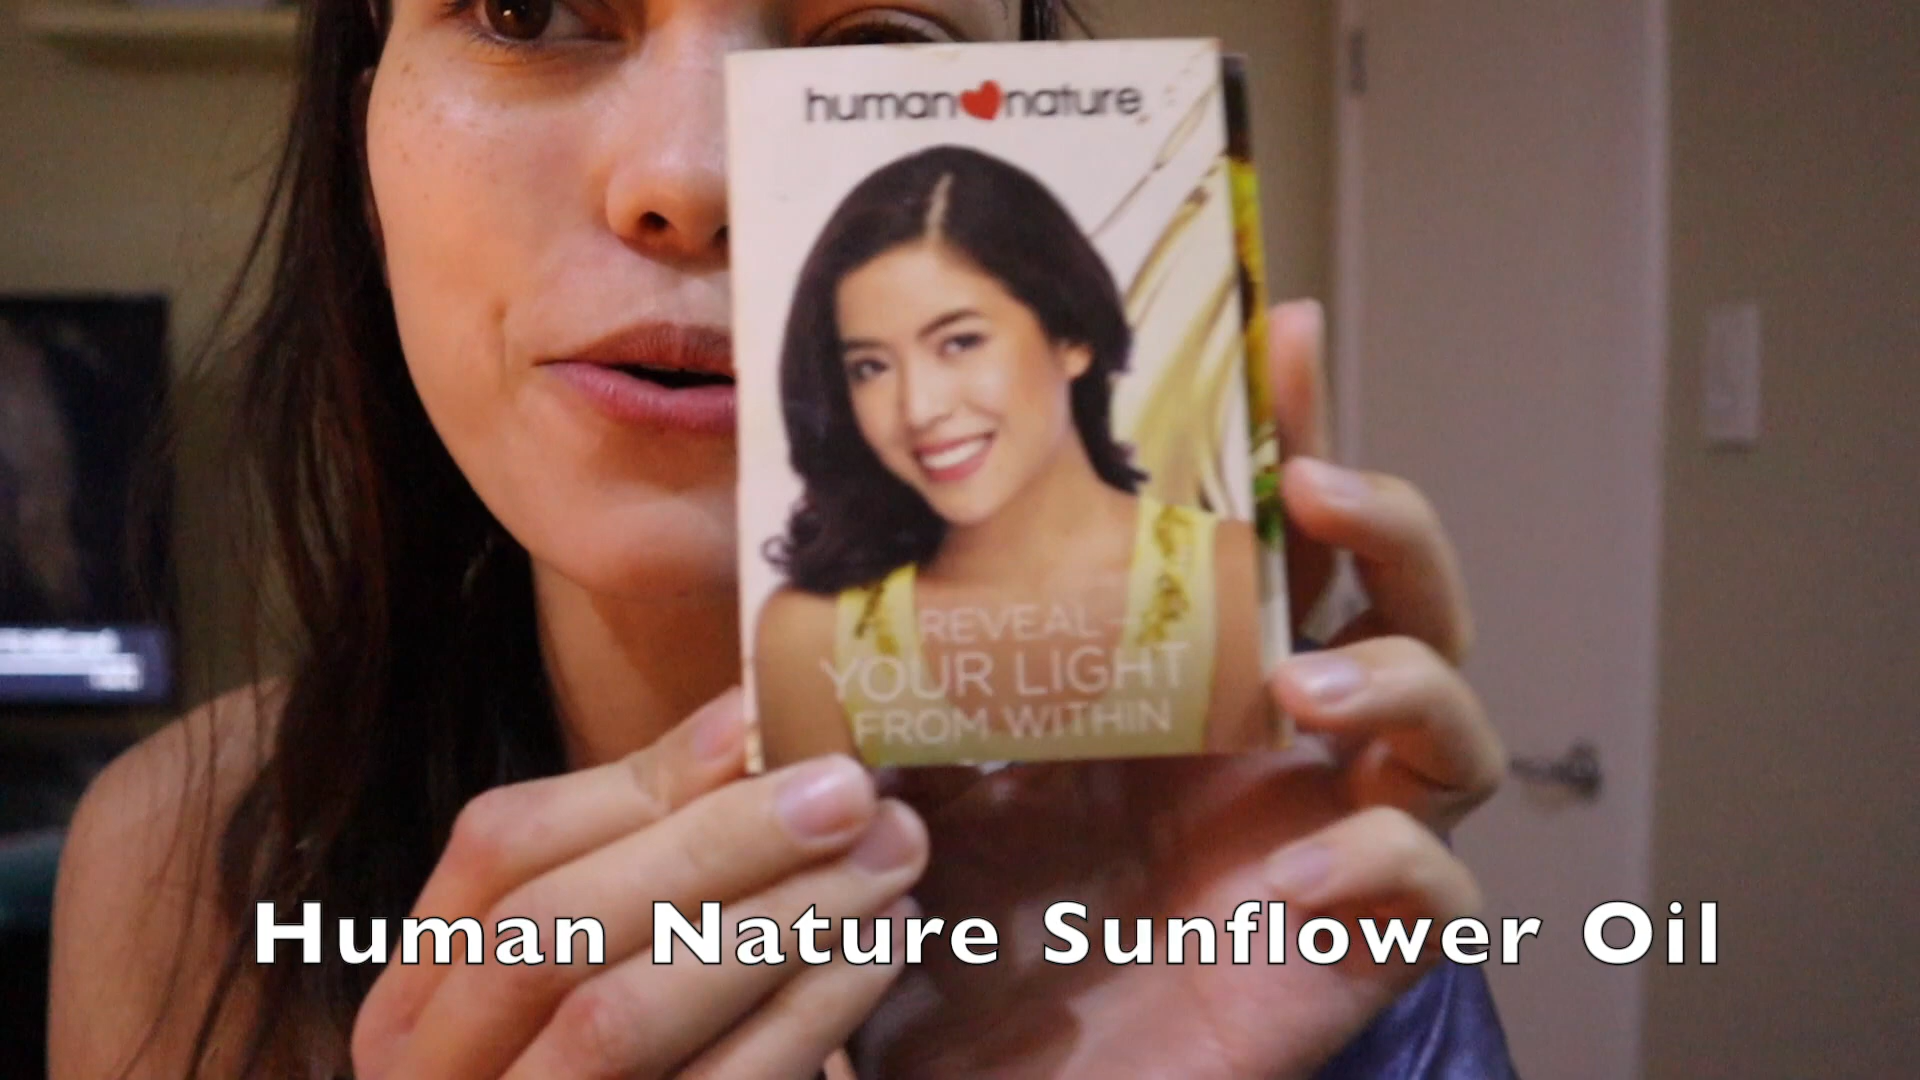 human nature
REVEAL
YOUR LIGHT
FROM WITHIN
Human Nature Sunflower Oil